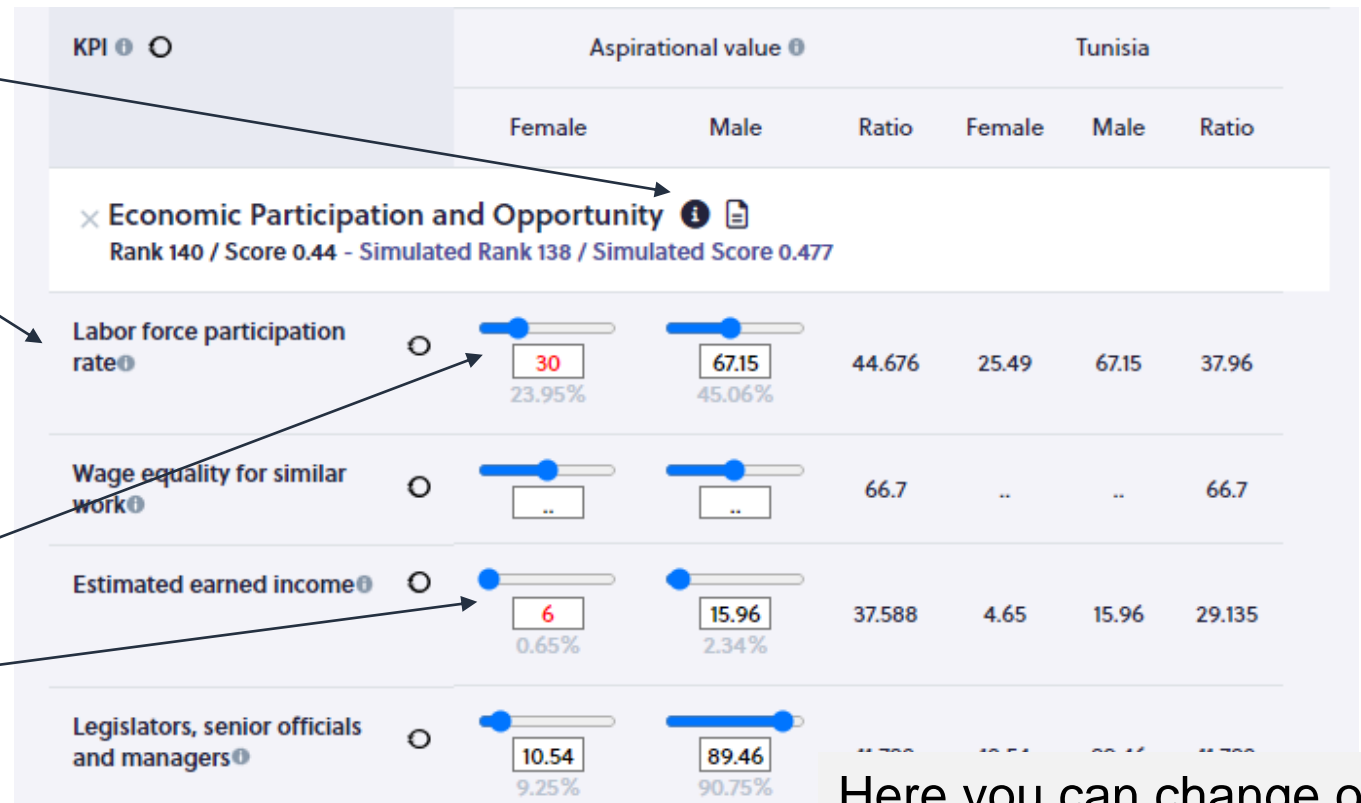 KPI Aspirational value Tunisia
Female Male Ratio Female Male Ratio
Economic Participation and Opportunity
Rank 140 / Score 0.44 - Simulated Rank 138 / Simulated Score 0.477
Labor force participation
rate
30 67.15 44.676 25.49 67.15 37.96
23.95% 45.06%
Wage equality for similar
work
.. .. 66.7 .. .. 66.7
Estimated earned income
6 15.96 37.588 4.65 15.96 29.135
0.65% 2.34%
Legislators, senior officials
and managers
10.54 89.46
9.25% 90.75%
Here you can change o